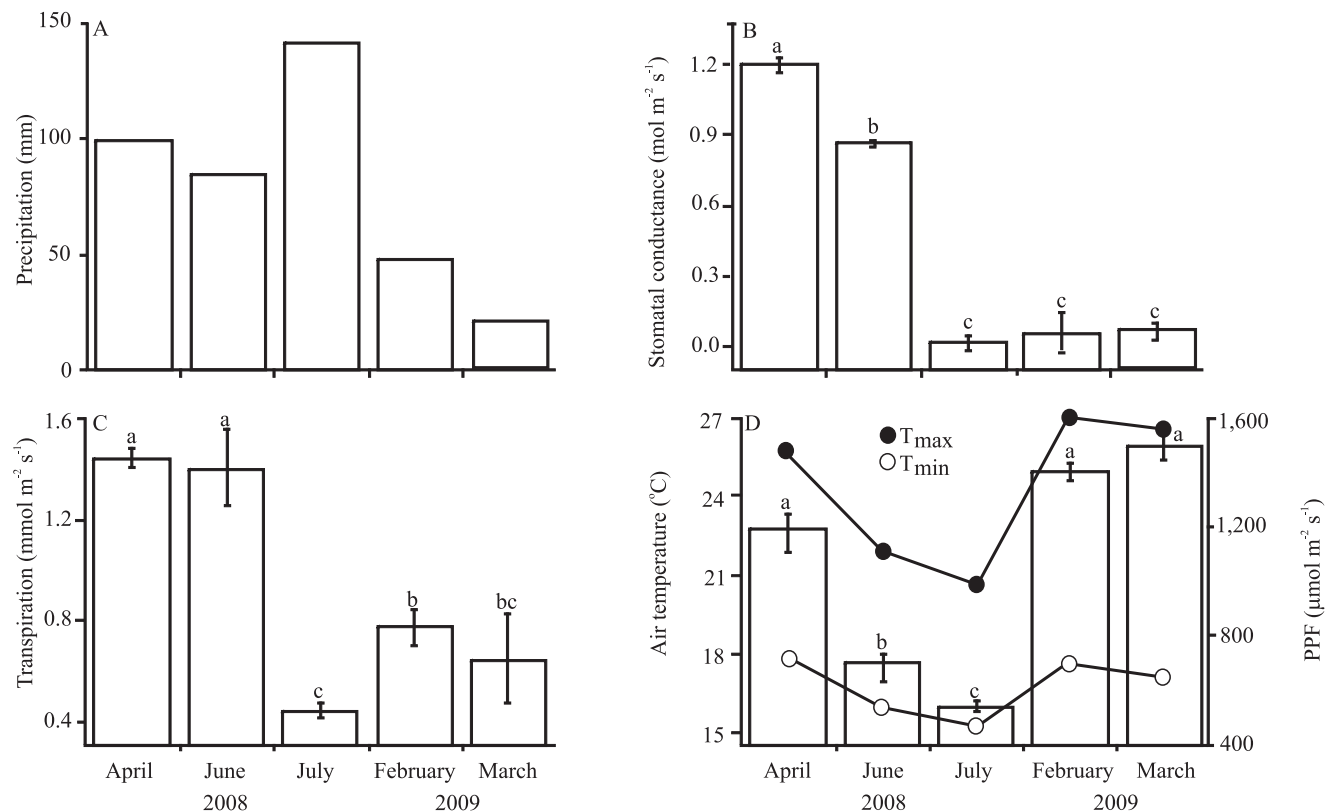 A
Precipitation (mm)
150
100
50
0
B
Stomatal conductance (mol m-2 s-1)
1.2
0.9
0.6
0.3
0.0
a
b
c
c
c
C
Transpiration (mmol m-2 s-1)
1.6
1.2
0.8
0.4
a
a
c
b
bc
April
June
July
February
March
2008
2009
D
Air temperature (°C)
27
24
21
18
15
Tmax
Tmin
a
b
c
a
a
1,600
1,200
800
400
PPF (µmol m-2 s-1)
April
June
July
February
March
2008
2009